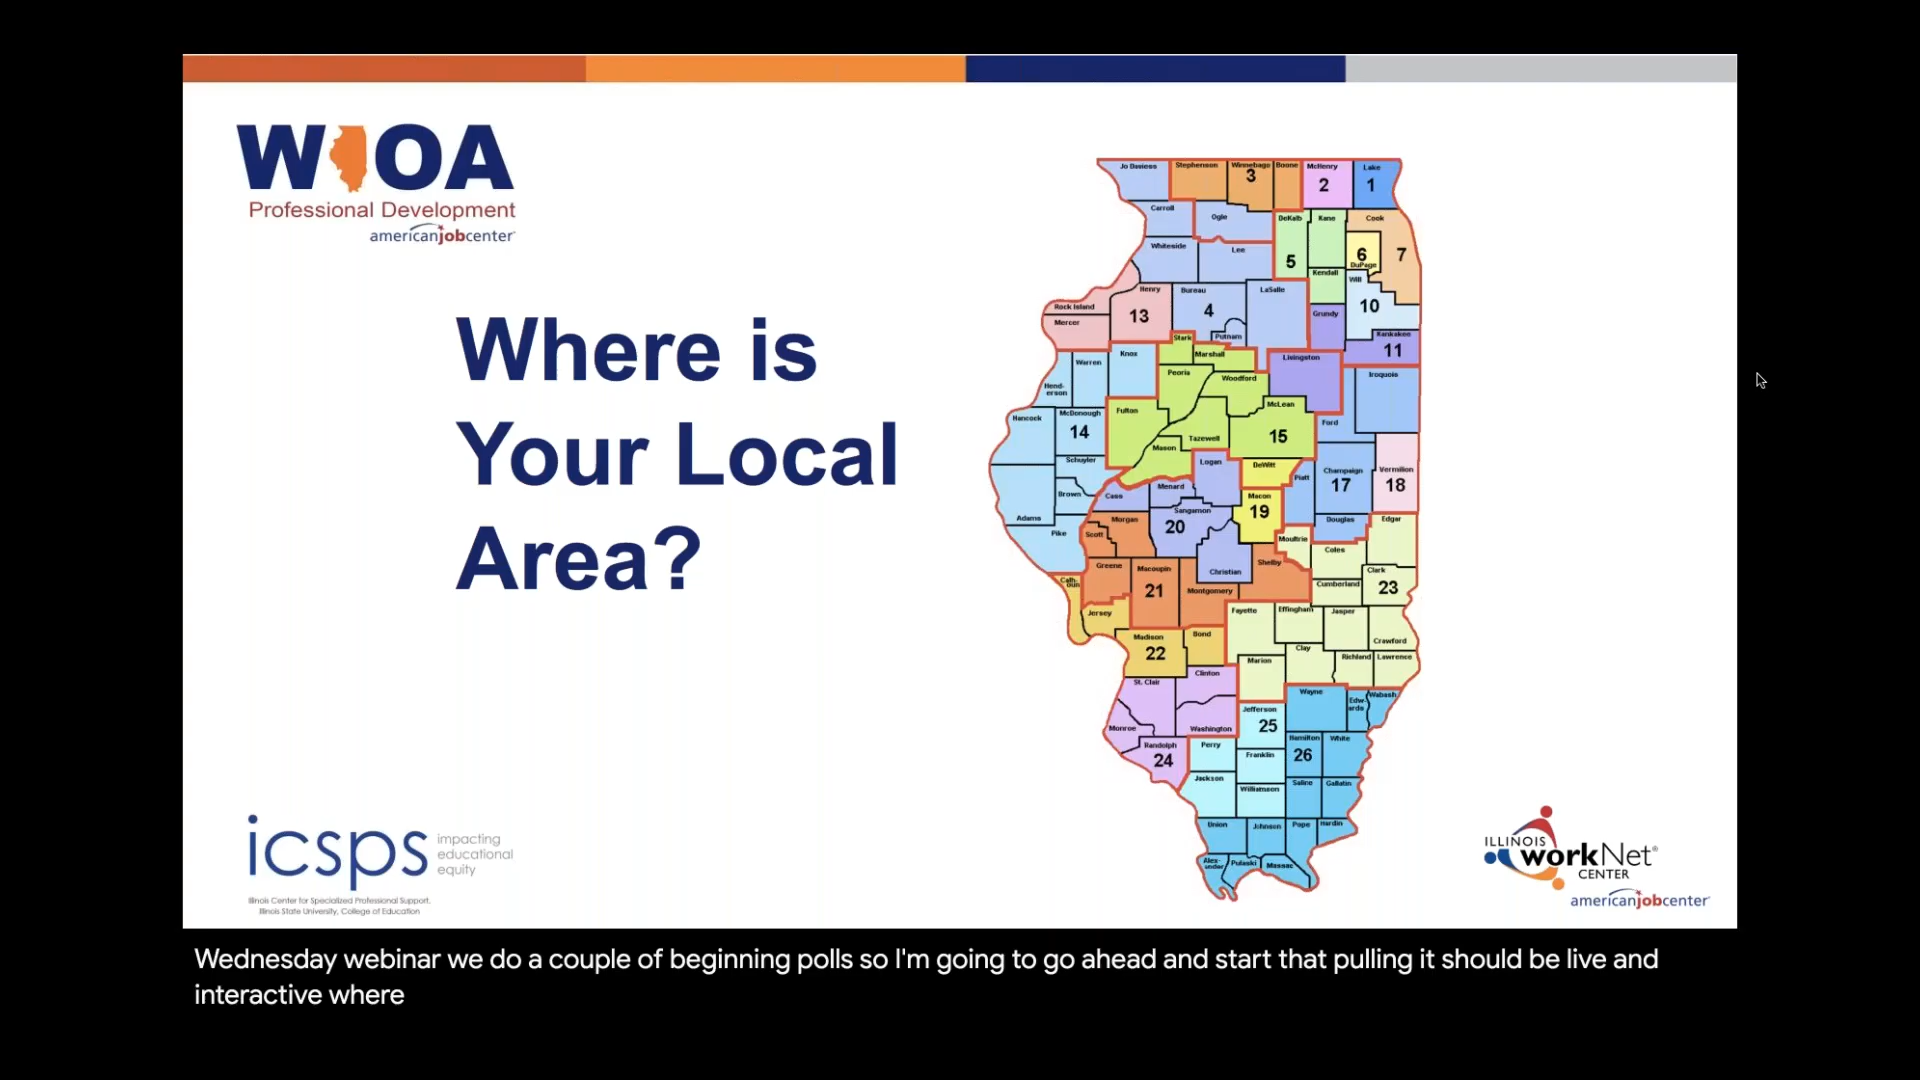 WIOA
Professional Development
americanjobcenter
Where is
Your Local
Area?
Jo Daviess
Stephenson
Winnebago
Boone
McHenry
Lake
3
2
1
Carroll
Ogle
DeKalb
Kane
Cook
Whiteside
Lee
5
6
DuPage
7
Kendall
Will
Rock Island
Henry
Bureau
LaSalle
10
Mercer
13
4
Grundy
Putnam
Kankakee
11
Stark
Knox
Marshall
Livingston
Warren
Peoria
Woodford
Iroquois
Hend-
erson
Hancock
McDonough
Fulton
McLean
Ford
14
Tazewell
15
Mason
Schuyler
Logan
DeWitt
Champaign
Vermilion
Piatt
17
18
Brown
Cass
Menard
Macon
19
Adams
Morgan
Sangamon
20
Douglas
Edgar
Pike
Scott
Moultrie
Coles
Greene
Macoupin
Christian
Shelby
Clark
Calh-
oun
21
Montgomery
Cumberland
23
Jersey
Fayette
Effingham
Jasper
Madison
Bond
Crawford
22
Clay
Marion
Richland
Lawrence
Clinton
St. Clair
Wayne
Edw-
ards
Wabash
Monroe
Washington
Jefferson
25
Randolph
24
Perry
Hamilton
White
Franklin
26
Jackson
Williamson
Saline
Gallatin
Union
Johnson
Pope
Hardin
Alex-
ander
Pulaski
Massac
icsps
impacting
educational
equity
Illinois Center for Specialized Professional Support,
Illinois State University, College of Education
ILLINOIS
workNet®
CENTER
americanjobcenter
Wednesday webinar we do a couple of beginning polls so I'm going to go ahead and start that pulling it should be live and
interactive where